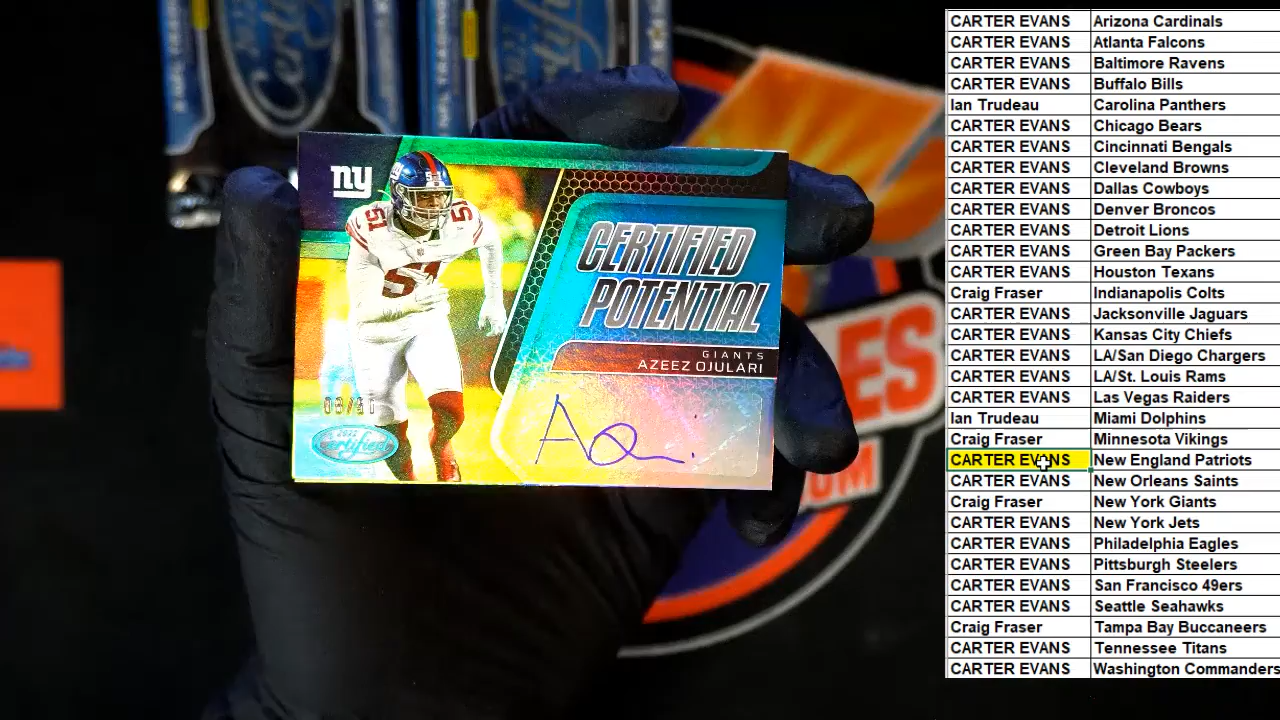 ny
51
51
51
CERTIFIED
POTENTIAL
GIANTS
AZEEZ OJULARI
Certified
ES
OM
CARTER EVANS Arizona Cardinals
CARTER EVANS Atlanta Falcons
CARTER EVANS Baltimore Ravens
CARTER EVANS Buffalo Bills
Ian Trudeau Carolina Panthers
CARTER EVANS Chicago Bears
CARTER EVANS Cincinnati Bengals
CARTER EVANS Cleveland Browns
CARTER EVANS Dallas Cowboys
CARTER EVANS Denver Broncos
CARTER EVANS Detroit Lions
CARTER EVANS Green Bay Packers
CARTER EVANS Houston Texans
Craig Fraser Indianapolis Colts
CARTER EVANS Jacksonville Jaguars
CARTER EVANS Kansas City Chiefs
CARTER EVANS LA/San Diego Chargers
CARTER EVANS LA/St. Louis Rams
CARTER EVANS Las Vegas Raiders
Ian Trudeau Miami Dolphins
Craig Fraser Minnesota Vikings
CARTER EVANS New England Patriots
CARTER EVANS New Orleans Saints
Craig Fraser New York Giants
CARTER EVANS New York Jets
CARTER EVANS Philadelphia Eagles
CARTER EVANS Pittsburgh Steelers
CARTER EVANS San Francisco 49ers
CARTER EVANS Seattle Seahawks
Craig Fraser Tampa Bay Buccaneers
CARTER EVANS Tennessee Titans
CARTER EVANS Washington Commanders